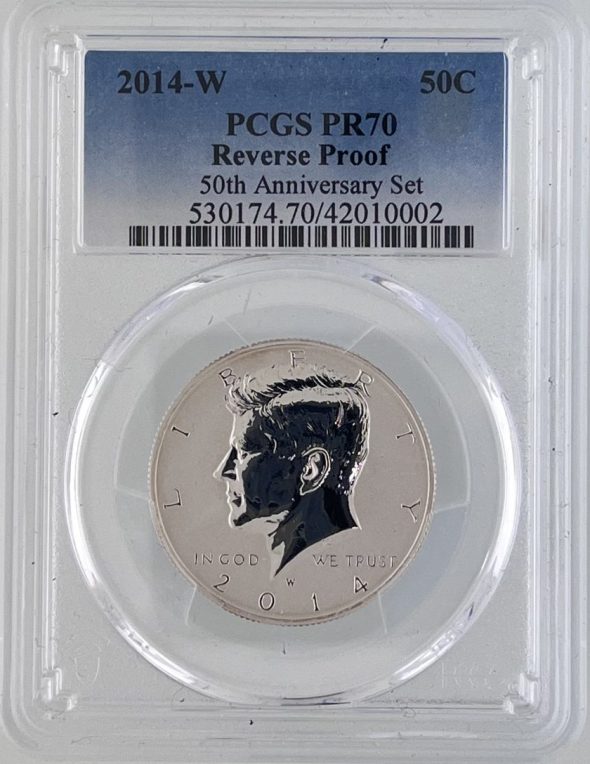 2014-W 50C
PCGS PR70
Reverse Proof
50th Anniversary Set
530174.70/42010002
LIBERTY
IN GOD WE TRUST
W
2014